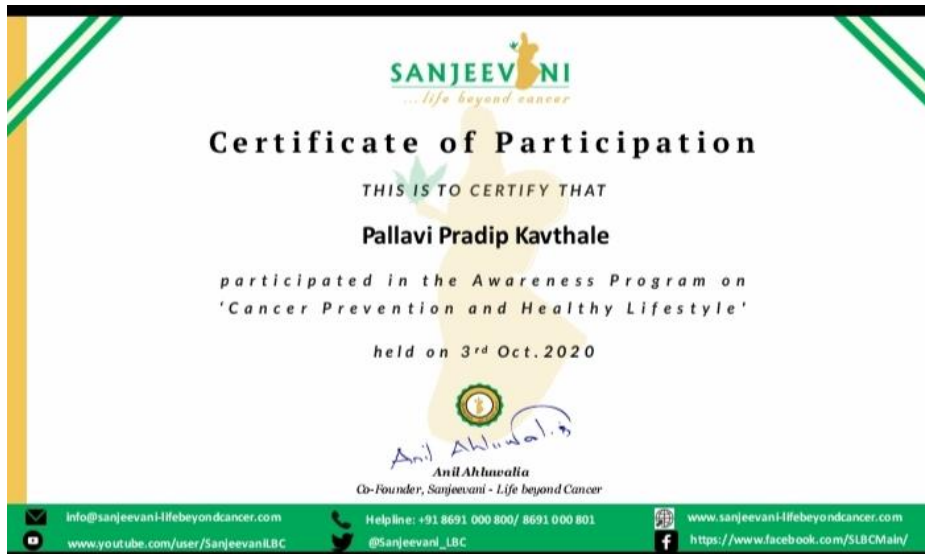 SANJEEVANI
...life beyond cancer
Certificate of Participation
THIS IS TO CERTIFY THAT
Pallavi Pradip Kavthale
participated in the Awareness Program on
'Cancer Prevention and Healthy Lifestyle'
held on 3rd Oct.2020
Anil Ahluwalia
Anil Ahluwalia
Co-Founder, Sanjeevani - Life beyond Cancer
info@sanjeevani-lifebeyondcancer.com
Helpline: +91 8691 000 800/ 8691 000 801
www.sanjeevani-lifebeyondcancer.com
www.youtube.com/user/SanjeevaniLBC
@Sanjeevani_LBC
https://www.facebook.com/SLBCMain/